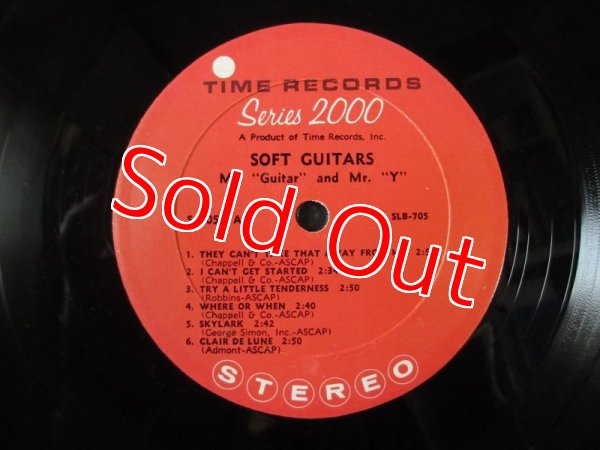 TIME RECORDS
Series 2000
A Product of Time Records, Inc.
SOFT GUITARS
"Guitar" and Mr. "Y"
SLB-705
1. THEY CAN'T THAT
(Chappell & Co.-ASCAP)
2. I CAN'T GET STARTED
(Chappell & Co.-ASCAP)
3. TRY A LITTLE TENDERNESS 2:50
(Robbins-ASCAP)
4. WHERE OR WHEN 2:40
(Chappell & Co.-ASCAP)
5. SKYLARK 2:42
(George Simon, Inc.-ASCAP)
6. CLAIR DE LUNE 2:50
(Admont-ASCAP)
STEREO
Sold Out